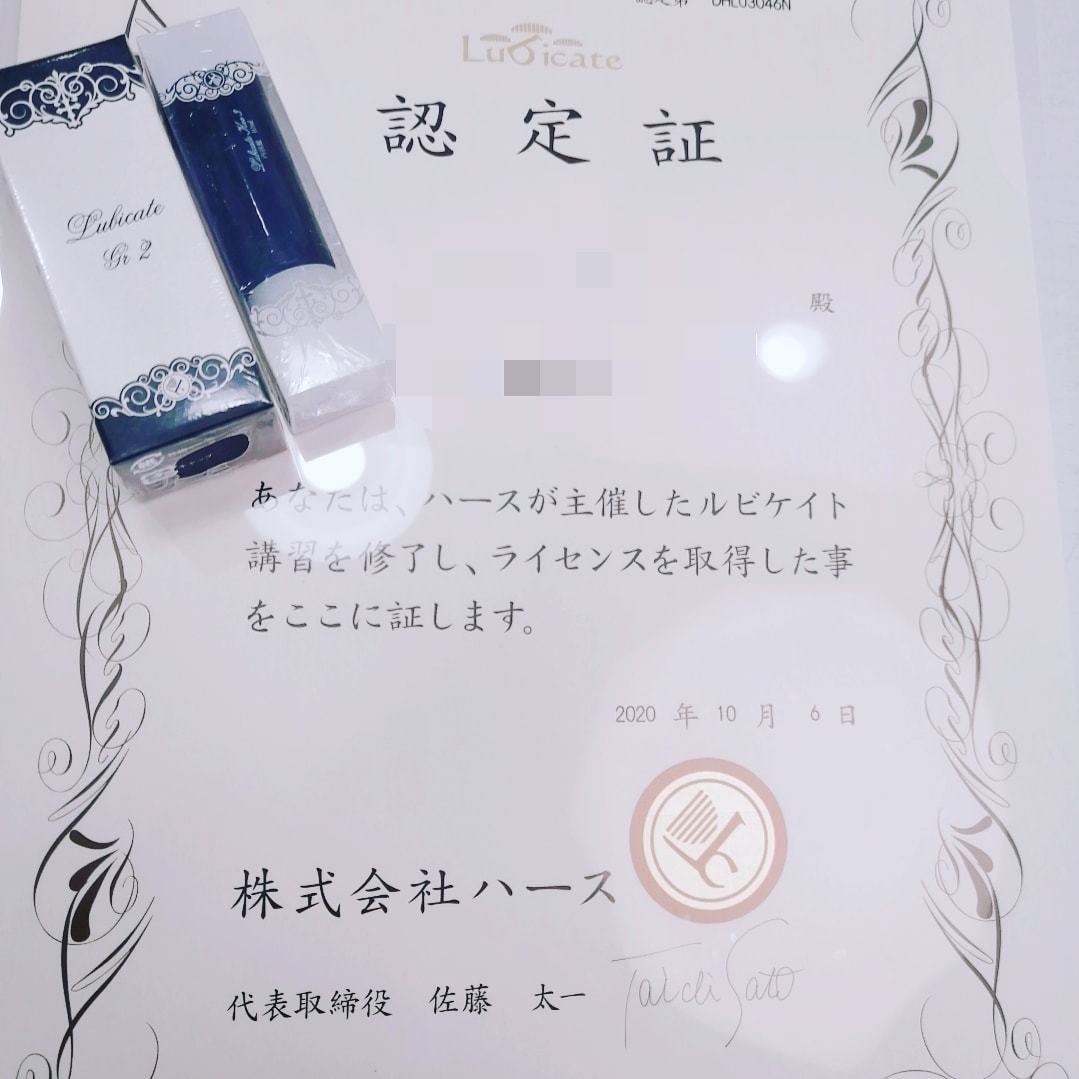 Lubicate
認定証
Lubicate
Gr 2
殿
あなたは、ハースが主催したルビケイト
講習を修了し、ライセンスを取得した事
をここに証します。
2020 年 10 月 6 日
株式会社ハース
代表取締役 佐藤 太一
Taichi Sato